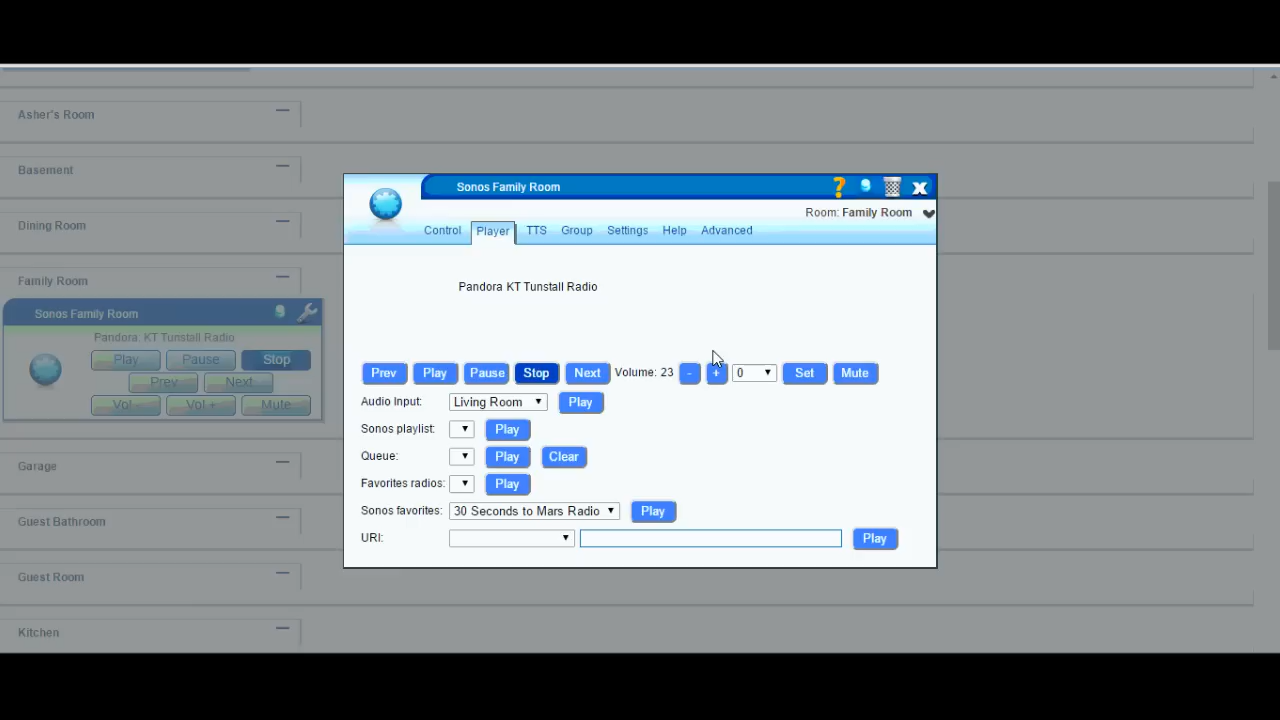 Asher's Room
Basement
Dining Room
Family Room
Sonos Family Room
Pandora: KT Tunstall Radio
Play Pause Stop
Prev Next
Vol - Vol + Mute
Garage
Guest Bathroom
Guest Room
Kitchen
Sonos Family Room ? X
Room: Family Room
Control Player TTS Group Settings Help Advanced
Pandora KT Tunstall Radio
Prev Play Pause Stop Next Volume: 23 - + 0 Set Mute
Audio Input: Living Room Play
Sonos playlist: Play
Queue: Play Clear
Favorites radios: Play
Sonos favorites: 30 Seconds to Mars Radio Play
URI: Play